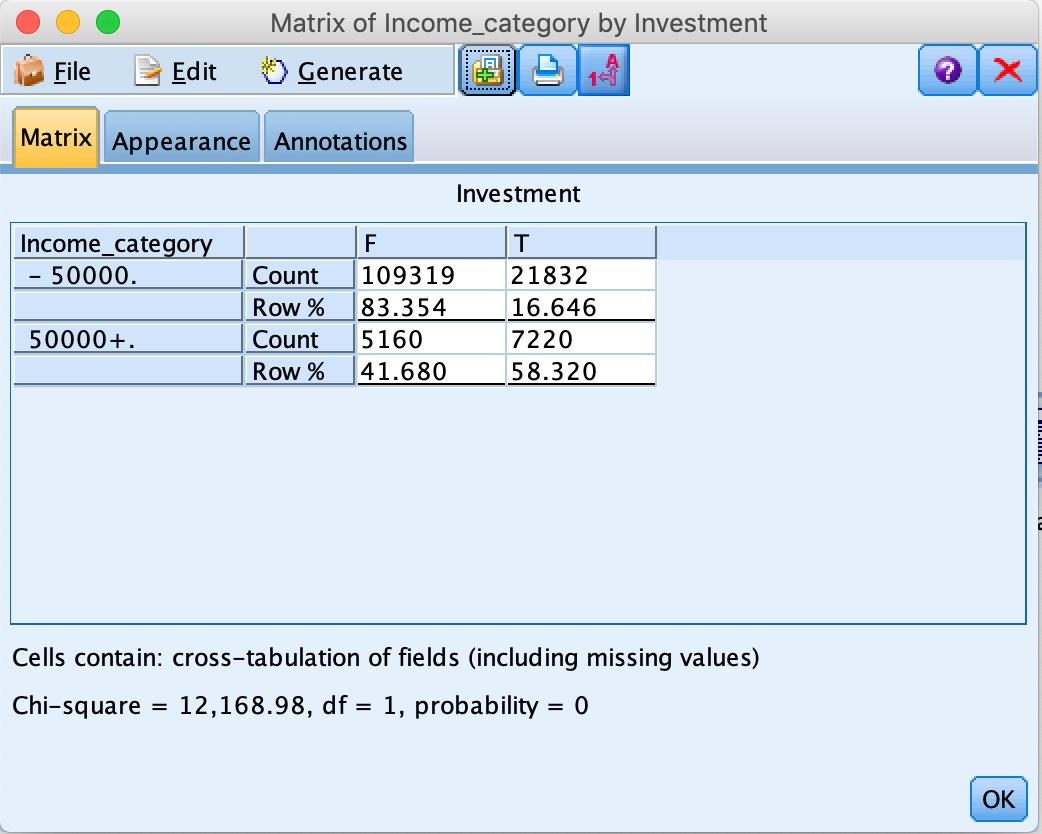 Matrix of Income_category by Investment
File Edit Generate
Matrix Appearance Annotations
Investment
Income_category F T
- 50000. Count 109319 21832
Row % 83.354 16.646
50000+. Count 5160 7220
Row % 41.680 58.320
Cells contain: cross-tabulation of fields (including missing values)
Chi-square = 12,168.98, df = 1, probability = 0
OK